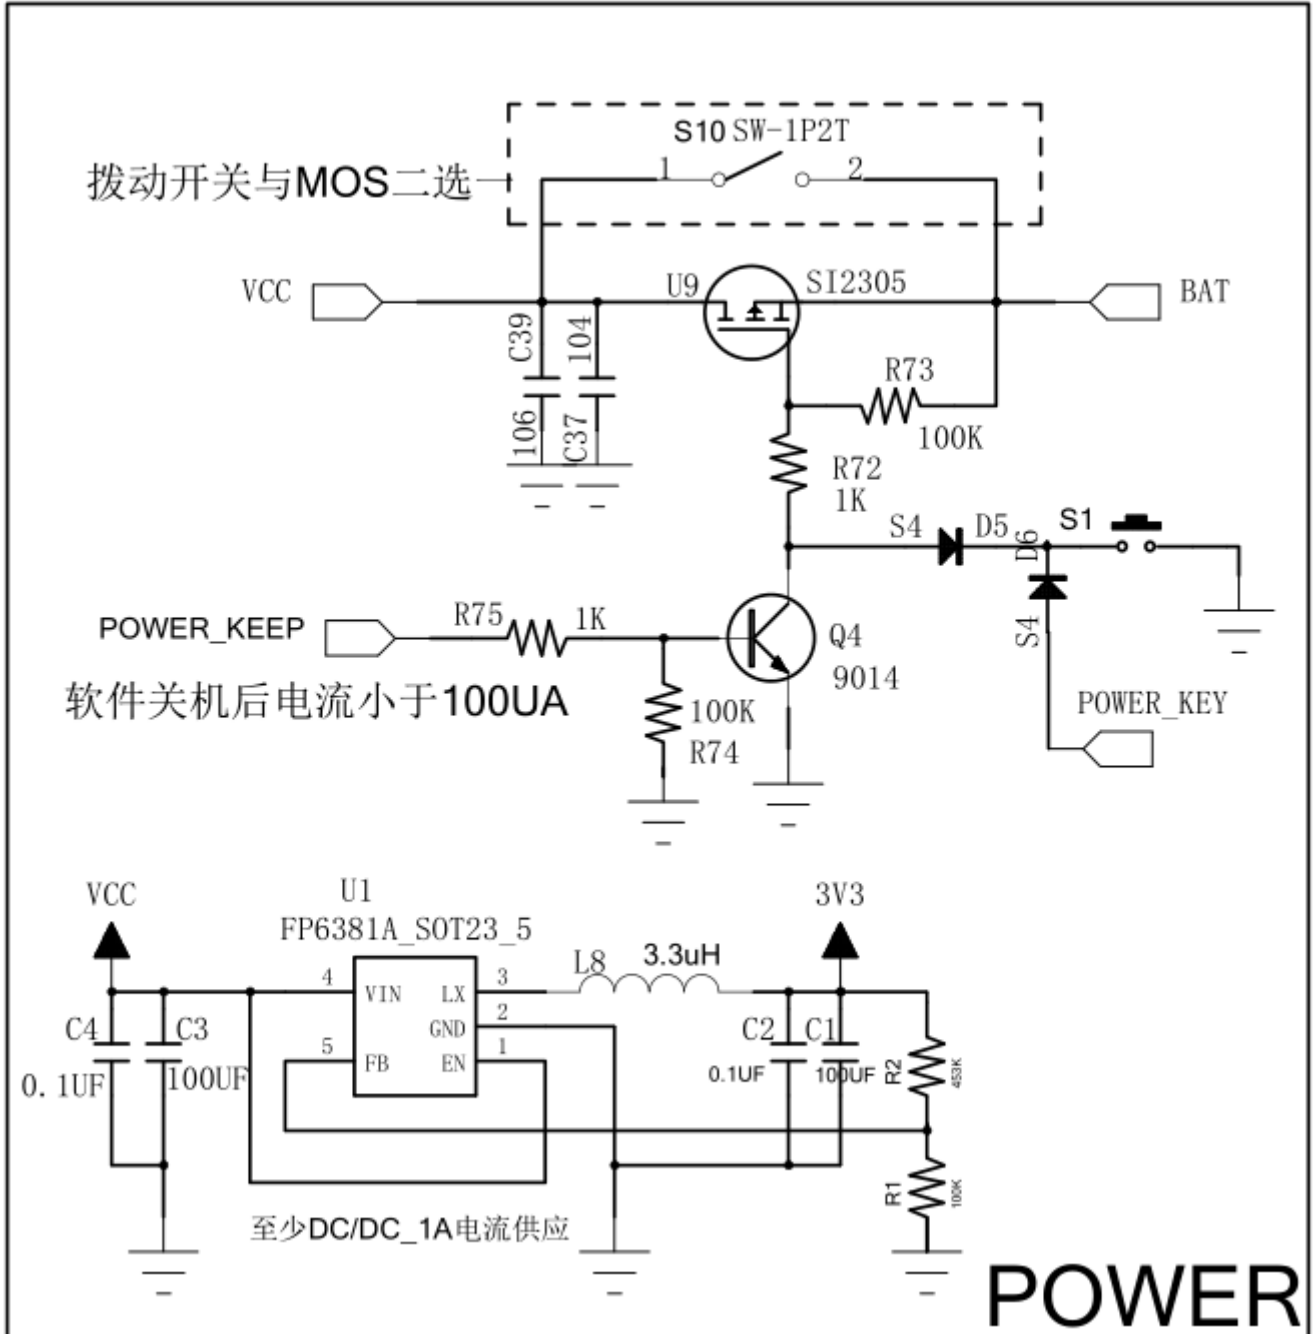 S10 SW-1P2T
1 2
拨动开关与MOS二选一
VCC
U9
SI2305
BAT
C39
104
106
C37
R73
100K
R72
1K
S4
D5
D6
S1
S4
POWER_KEEP
R75
1K
Q4
9014
软件关机后电流小于100UA
100K
R74
POWER_KEY
VCC
U1
FP6381A_SOT23_5
3V3
L8
3.3uH
4
VIN
LX
3
GND
2
5
FB
EN
1
C4
0.1UF
C3
100UF
C2
0.1UF
C1
100UF
R2
453K
R1
100K
至少DC/DC_1A电流供应
POWER